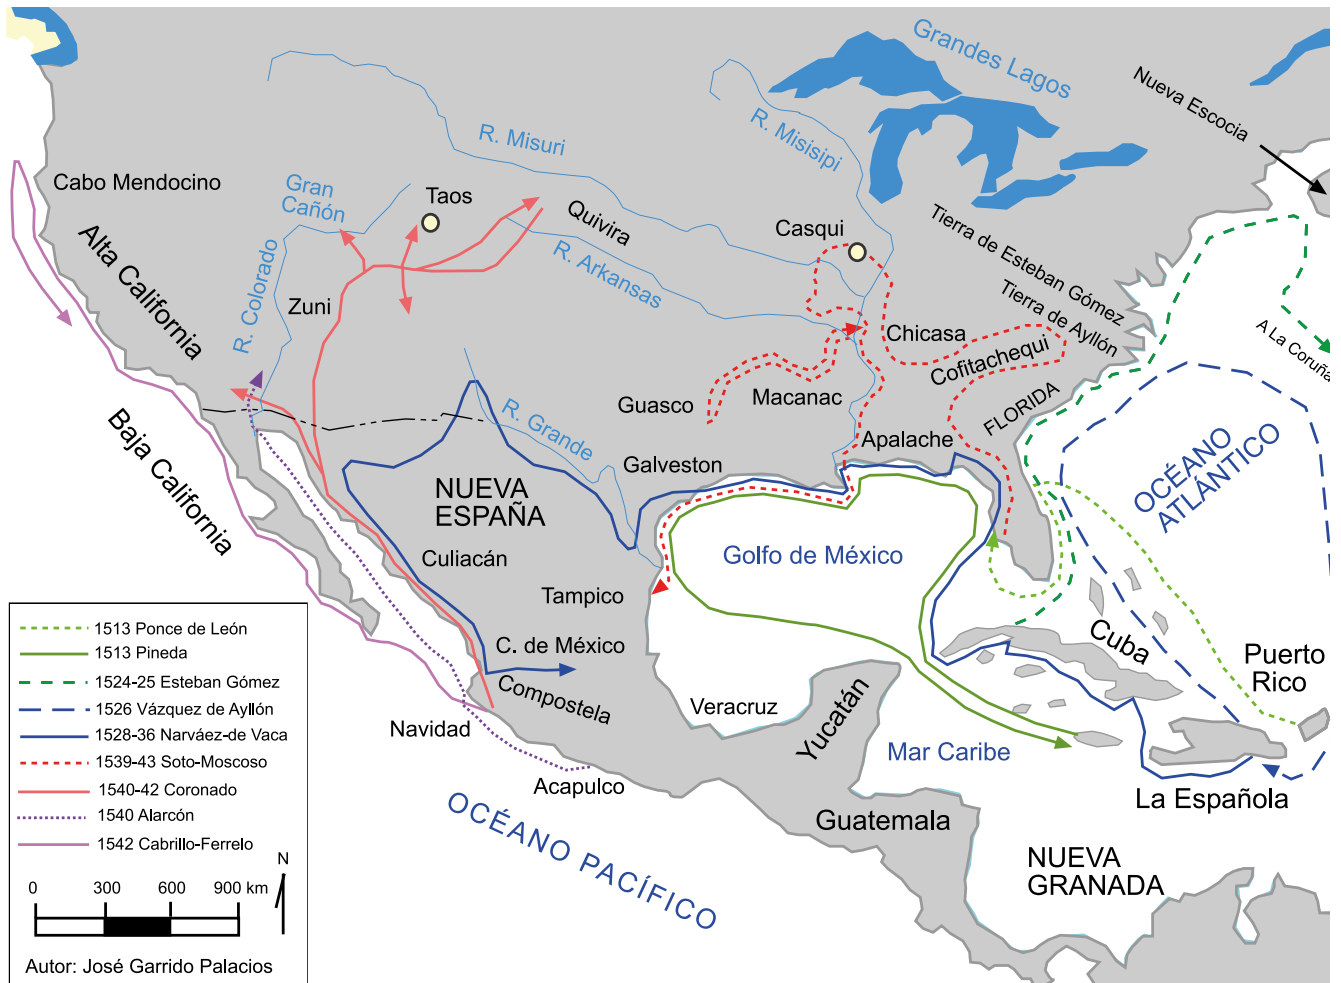 Grandes Lagos
Nueva Escocia
R. Misuri
R. Misisipi
Cabo Mendocino
Gran
Cañón
Taos
Quivira
Casqui
Tierra de Esteban Gómez
Alta California
R. Colorado
Zuni
R. Arkansas
Tierra de Ayllón
Chicasa
A La Coruña
Cofitachequi
Guasco
Macanac
FLORIDA
Baja California
R. Grande
Apalache
OCÉANO
ATLÁNTICO
Galveston
NUEVA
ESPAÑA
Golfo de México
Culiacán
Tampico
C. de México
Cuba
Puerto
Rico
Compostela
Navidad
Veracruz
Yucatán
Mar Caribe
Acapulco
La Española
OCÉANO PACÍFICO
Guatemala
NUEVA
GRANADA
1513 Ponce de León
1513 Pineda
1524-25 Esteban Gómez
1526 Vázquez de Ayllón
1528-36 Narváez-de Vaca
1539-43 Soto-Moscoso
1540-42 Coronado
1540 Alarcón
1542 Cabrillo-Ferrelo
N
0 300 600 900 km
Autor: José Garrido Palacios